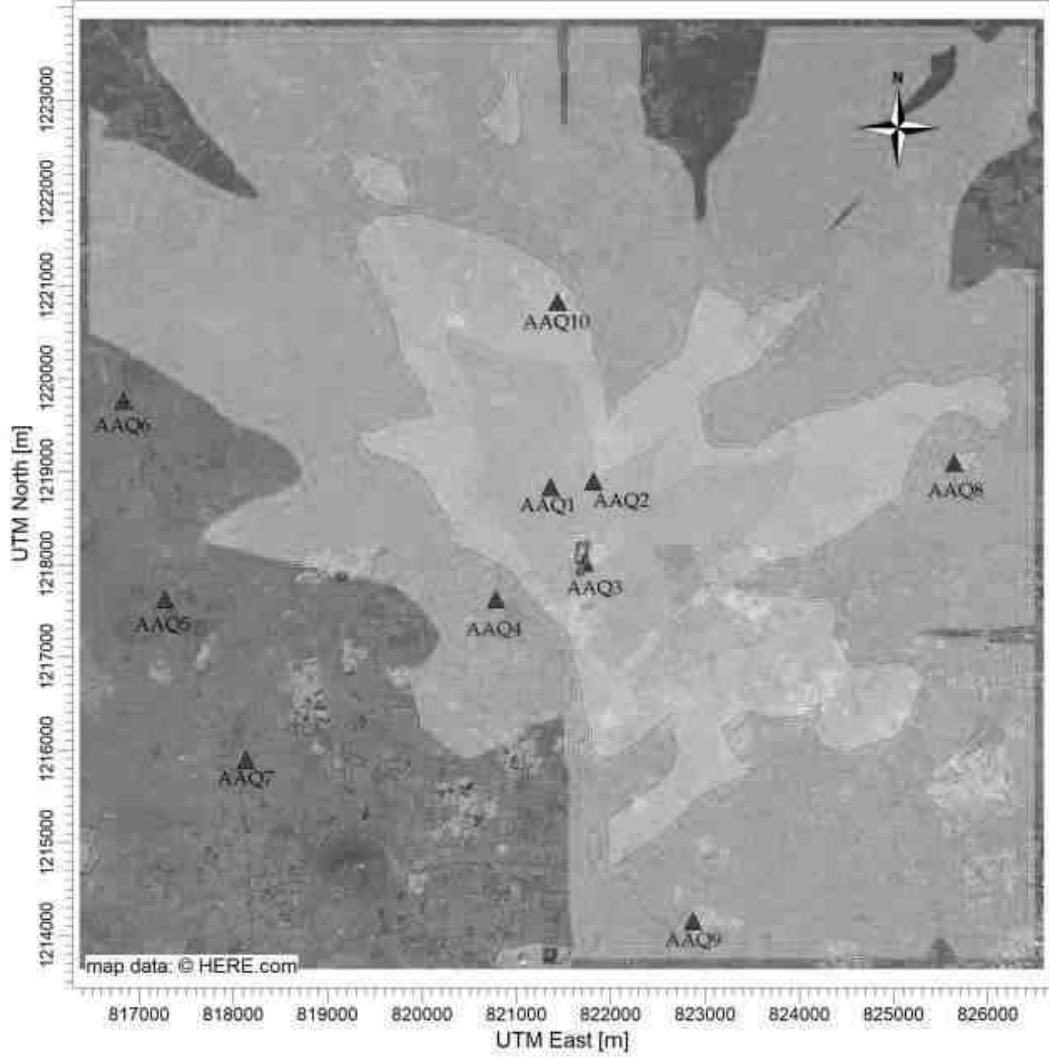 N
1223000
1222000
1221000
1220000
1219000
1218000
1217000
1216000
1215000
1214000
UTM North [m]
AAQ10
AAQ6
AAQ1
AAQ2
AAQ8
AAQ3
AAQ5
AAQ4
AAQ7
AAQ9
map data: © HERE.com
817000 818000 819000 820000 821000 822000 823000 824000 825000 826000
UTM East [m]